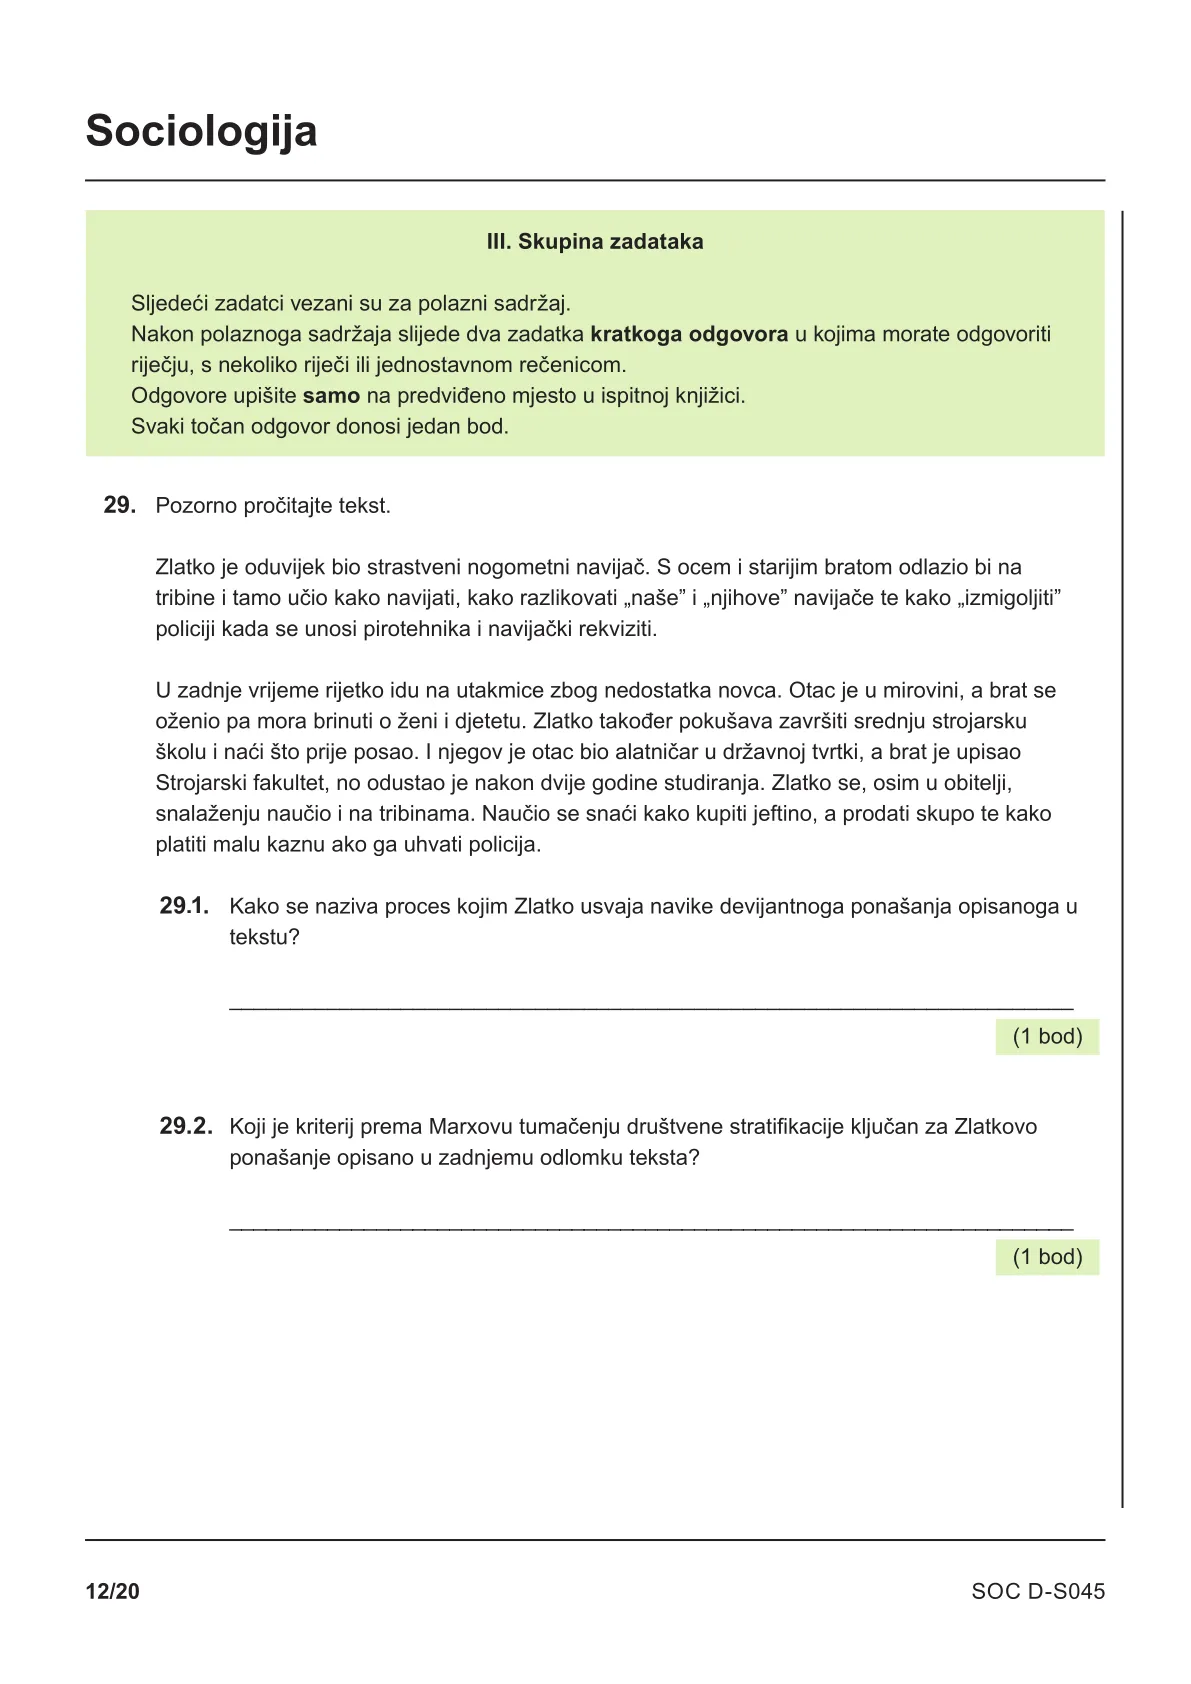 Sociologija
III. Skupina zadataka
Sljedeći zadatci vezani su za polazni sadržaj.
Nakon polaznoga sadržaja slijede dva zadatka kratkoga odgovora u kojima morate odgovoriti
riječju, s nekoliko riječi ili jednostavnom rečenicom.
Odgovore upišite samo na predviđeno mjesto u ispitnoj knjižici.
Svaki točan odgovor donosi jedan bod.
29. Pozorno pročitajte tekst.
Zlatko je oduvijek bio strastveni nogometni navijač. S ocem i starijim bratom odlazio bi na
tribine i tamo učio kako navijati, kako razlikovati „naše” i „njihove” navijače te kako „izmigoljiti”
policiji kada se unosi pirotehnika i navijački rekviziti.
U zadnje vrijeme rijetko idu na utakmice zbog nedostatka novca. Otac je u mirovini, a brat se
oženio pa mora brinuti o ženi i djetetu. Zlatko također pokušava završiti srednju strojarsku
školu i naći što prije posao. I njegov je otac bio alatničar u državnoj tvrtki, a brat je upisao
Strojarski fakultet, no odustao je nakon dvije godine studiranja. Zlatko se, osim u obitelji,
snalaženju naučio i na tribinama. Naučio se snaći kako kupiti jeftino, a prodati skupo te kako
platiti malu kaznu ako ga uhvati policija.
29.1. Kako se naziva proces kojim Zlatko usvaja navike devijantnoga ponašanja opisanoga u
tekstu?
(1 bod)
29.2. Koji je kriterij prema Marxovu tumačenju društvene stratifikacije ključan za Zlatkovo
ponašanje opisano u zadnjemu odlomku teksta?
(1 bod)
12/20
SOC D-S045